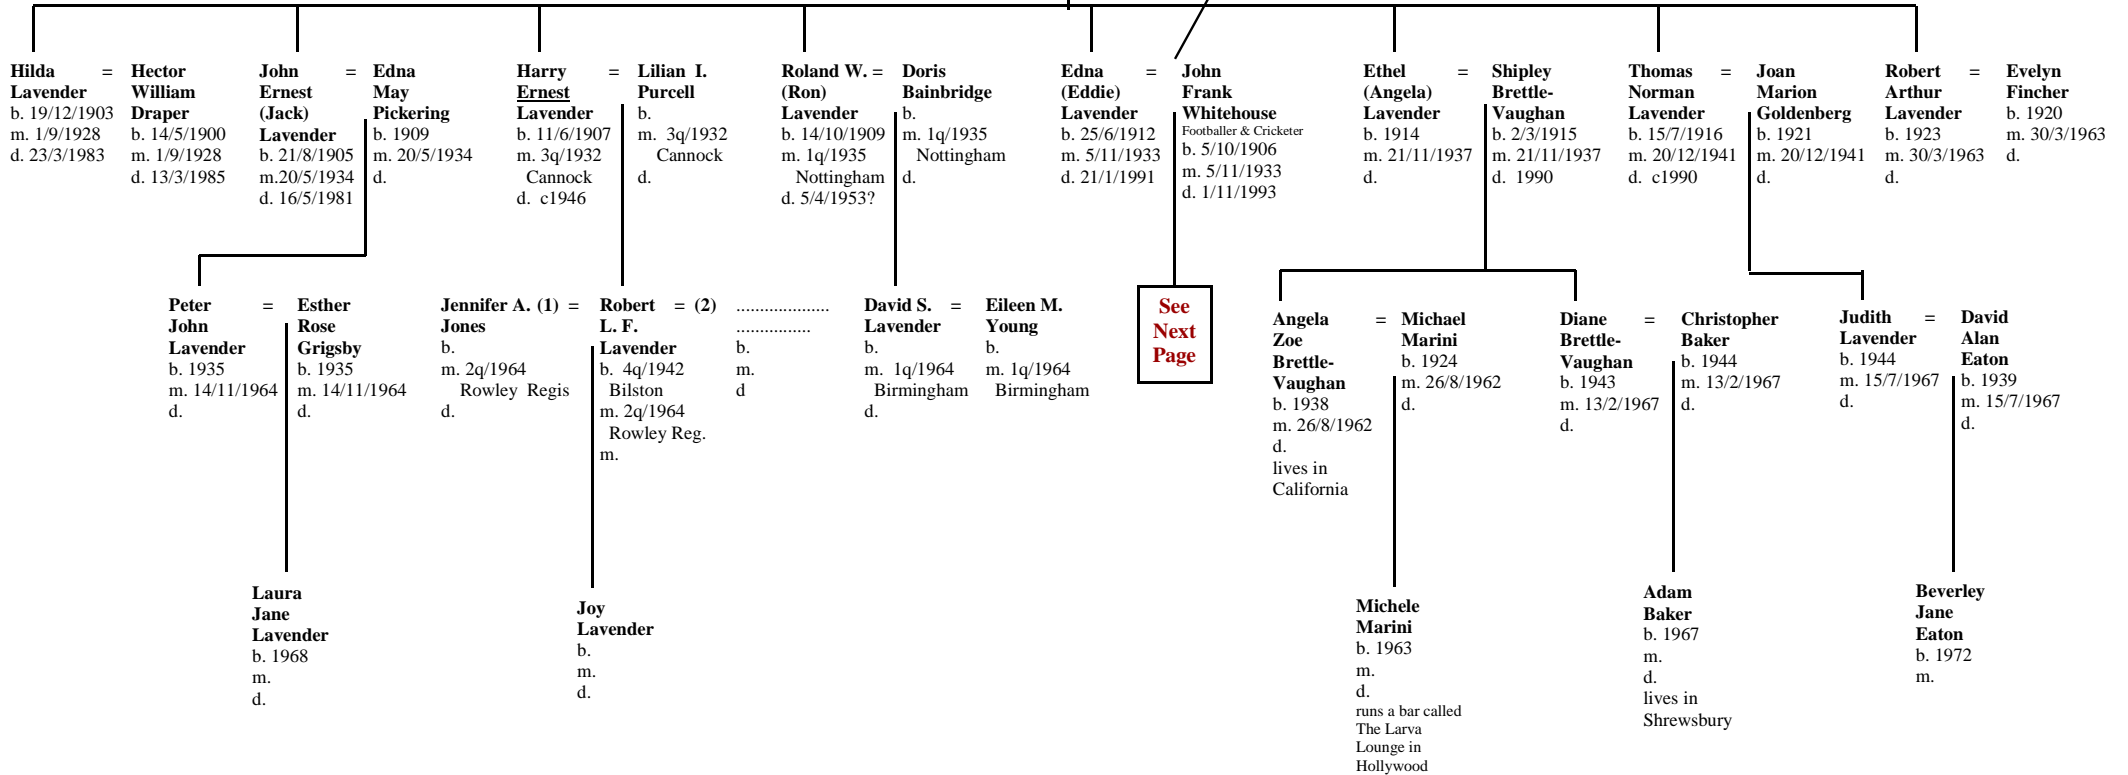 Hilda =
Lavender
b. 19/12/1903
m. 1/9/1928
d. 23/3/1983
Hector
William
Draper
b. 14/5/1900
m. 1/9/1928
d. 13/3/1985
John =
Ernest
(Jack)
Lavender
b. 21/8/1905
m.20/5/1934
d. 16/5/1981
Edna
May
Pickering
b. 1909
m. 20/5/1934
d.
Harry =
Ernest
Lavender
b. 11/6/1907
m. 3q/1932
Cannock
d. c1946
Lilian I.
Purcell
b.
m. 3q/1932
Cannock
d.
Roland W. =
(Ron)
Lavender
b. 14/10/1909
m. 1q/1935
Nottingham
d. 5/4/1953?
Doris
Bainbridge
b.
m. 1q/1935
Nottingham
d.
Edna =
(Eddie)
Lavender
b. 25/6/1912
m. 5/11/1933
d. 21/1/1991
John
Frank
Whitehouse
Footballer & Cricketer
b. 5/10/1906
m. 5/11/1933
d. 1/11/1993
Ethel =
(Angela)
Lavender
b. 1914
m. 21/11/1937
d.
Shipley
Brettle-
Vaughan
b. 2/3/1915
m. 21/11/1937
d. 1990
Thomas =
Norman
Lavender
b. 15/7/1916
m. 20/12/1941
d. c1990
Joan
Marion
Goldenberg
b. 1921
m. 20/12/1941
d.
Robert =
Arthur
Lavender
b. 1923
m. 30/3/1963
d.
Evelyn
Fincher
b. 1920
m. 30/3/1963
d.
Peter =
John
Lavender
b. 1935
m. 14/11/1964
d.
Esther
Rose
Grigsby
b. 1935
m. 14/11/1964
d.
Jennifer A. (1) =
Jones
b.
m. 2q/1964
Rowley Regis
d.
Robert = (2)
L. F.
Lavender
b. 4q/1942
Bilston
m. 2q/1964
Rowley Reg.
m.
...................
...............
b.
m.
d
David S. =
Lavender
b.
m. 1q/1964
Birmingham
d.
Eileen M.
Young
b.
m. 1q/1964
Birmingham
See
Next
Page
Angela =
Zoe
Brettle-
Vaughan
b. 1938
m. 26/8/1962
d.
lives in
California
Michael
Marini
b. 1924
m. 26/8/1962
d.
Diane =
Brettle-
Vaughan
b. 1943
m. 13/2/1967
d.
Christopher
Baker
b. 1944
m. 13/2/1967
d.
Judith =
Lavender
b. 1944
m. 15/7/1967
d.
David
Alan
Eaton
b. 1939
m. 15/7/1967
d.
Laura
Jane
Lavender
b. 1968
m.
d.
Joy
Lavender
b.
m.
d.
Michele
Marini
b. 1963
m.
d.
runs a bar called
The Larva
Lounge in
Hollywood
Adam
Baker
b. 1967
m.
d.
lives in
Shrewsbury
Beverley
Jane
Eaton
b. 1972
m.